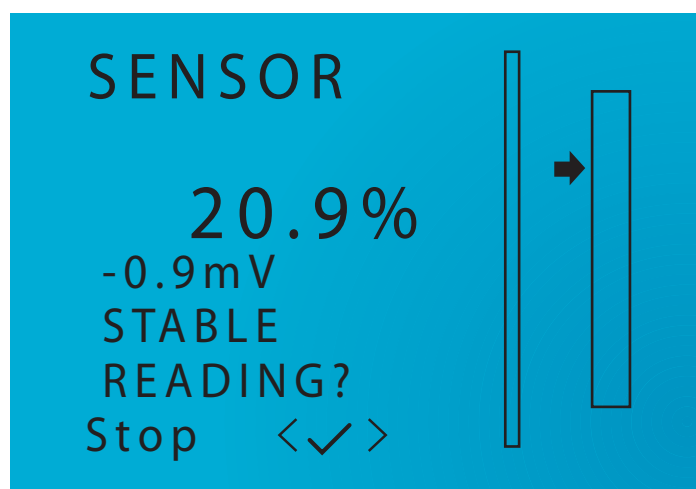 SENSOR
20.9%
-0.9mV
STABLE
READING?
Stop <✓>